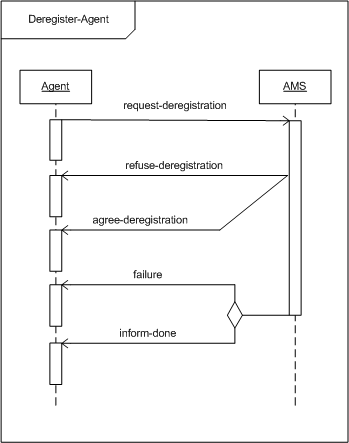 Deregister-Agent
Agent
AMS
request-deregistration
refuse-deregistration
agree-deregistration
failure
inform-done